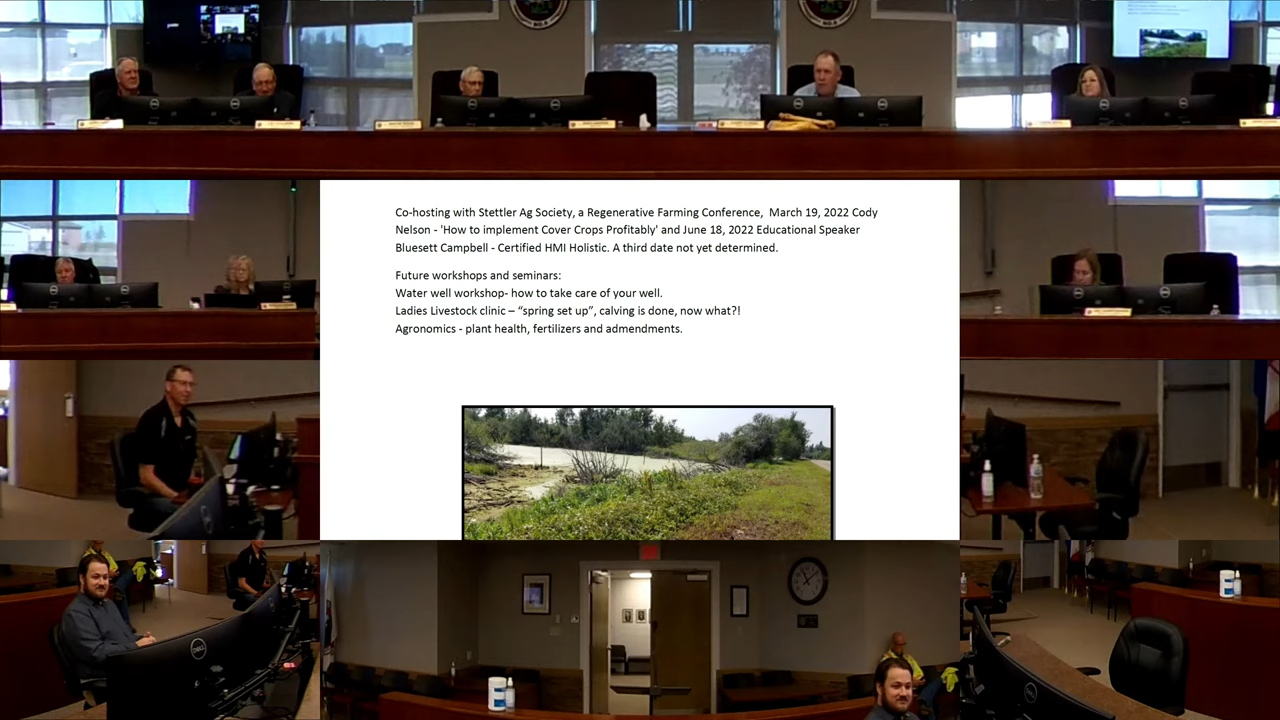 Co-hosting with Stettler Ag Society, a Regenerative Farming Conference, March 19, 2022 Cody
Nelson - 'How to implement Cover Crops Profitably' and June 18, 2022 Educational Speaker
Bluesett Campbell - Certified HMI Holistic. A third date not yet determined.
Future workshops and seminars:
Water well workshop- how to take care of your well.
Ladies Livestock clinic – “spring set up”, calving is done, now what?!
Agronomics - plant health, fertilizers and admendments.
DELL